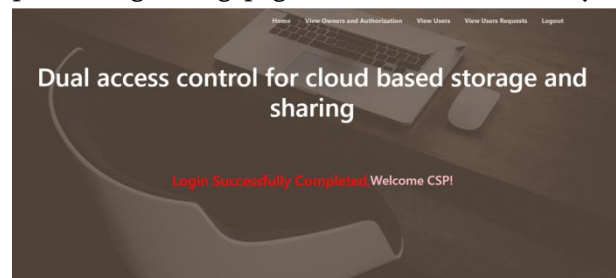 Home View Owners and Authorization View Users View Users Requests Logout
Dual access control for cloud based storage and
sharing
Login Successfully Completed Welcome CSP!